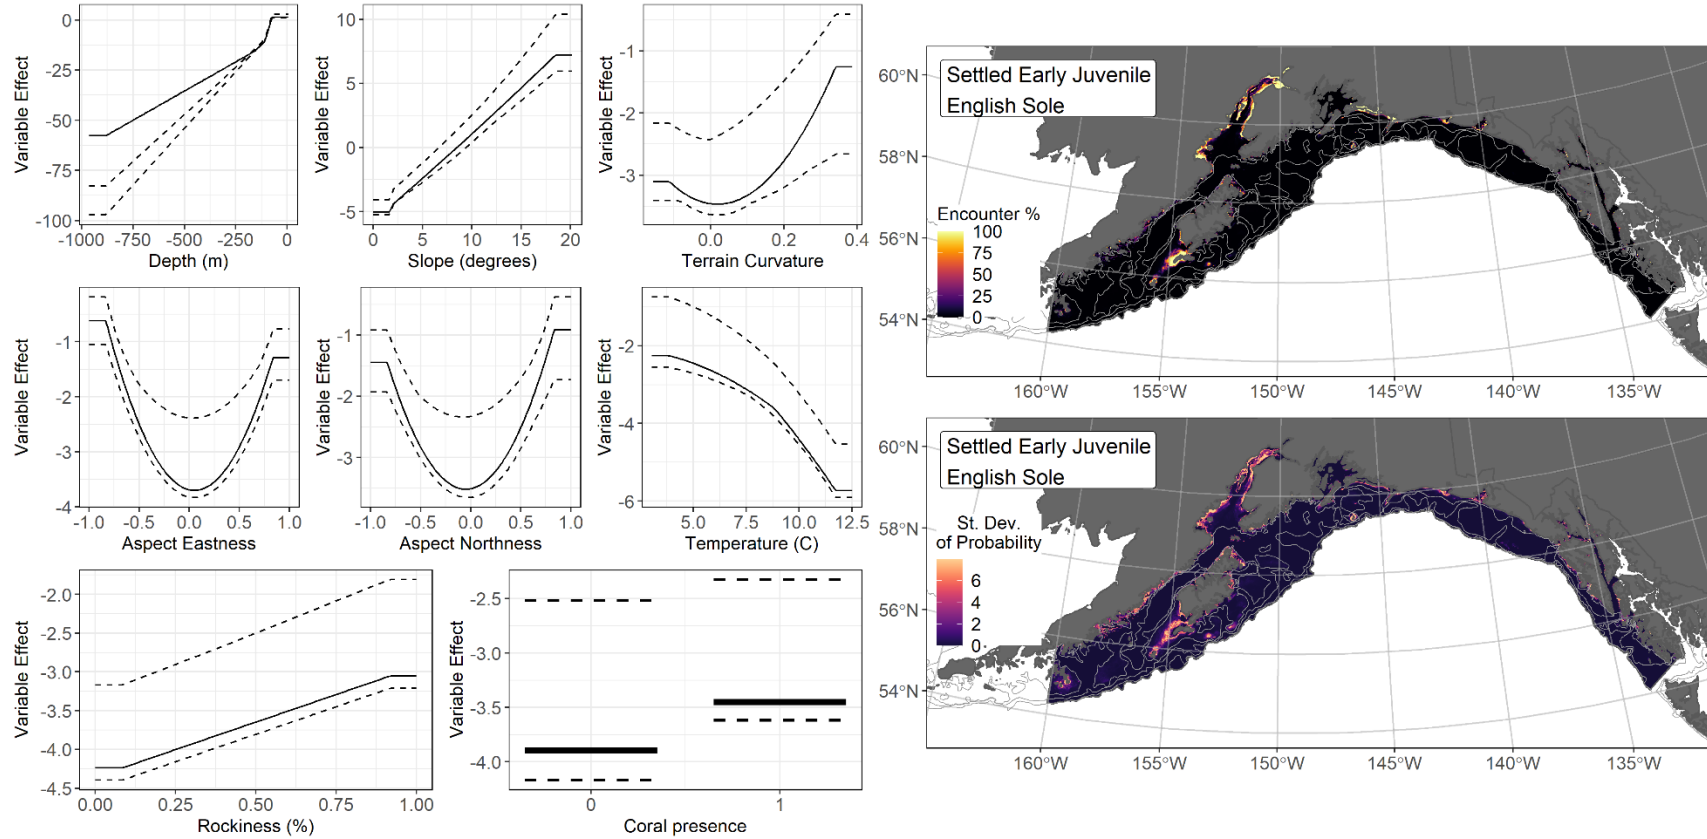 0
-25
-50
-75
-100
Variable Effect
-1000
-750
-500
-250
0
Depth (m)
10
5
0
-5
Variable Effect
0
5
10
15
20
Slope (degrees)
-1
-2
-3
Variable Effect
0.0
0.2
0.4
Terrain Curvature
-1
-2
-3
-4
Variable Effect
-1.0
-0.5
0.0
0.5
1.0
Aspect Eastness
-1
-2
-3
Variable Effect
-1.0
-0.5
0.0
0.5
1.0
Aspect Northness
-2
-4
-6
Variable Effect
5.0
7.5
10.0
12.5
Temperature (C)
-2.0
-2.5
-3.0
-3.5
-4.0
-4.5
Variable Effect
0.00
0.25
0.50
0.75
1.00
Rockiness (%)
-2.5
-3.0
-3.5
-4.0
Variable Effect
0
1
Coral presence
Settled Early Juvenile
English Sole
60°N
58°N
56°N
54°N
Encounter %
100
75
50
25
0
160°W
155°W
150°W
145°W
140°W
135°W
Settled Early Juvenile
English Sole
60°N
58°N
56°N
54°N
St. Dev.
of Probability
6
4
2
0
160°W
155°W
150°W
145°W
140°W
135°W